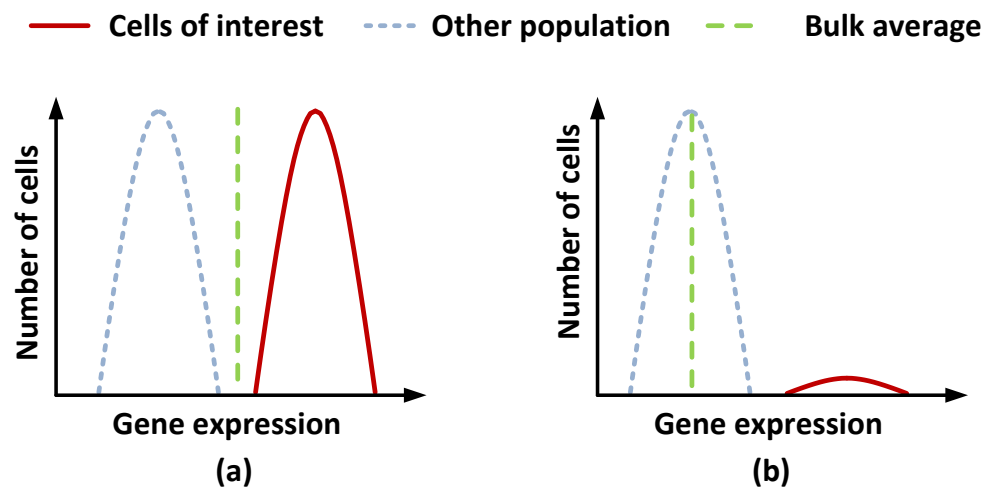 Cells of interest Other population Bulk average
Number of cells
Gene expression
(a)
Number of cells
Gene expression
(b)